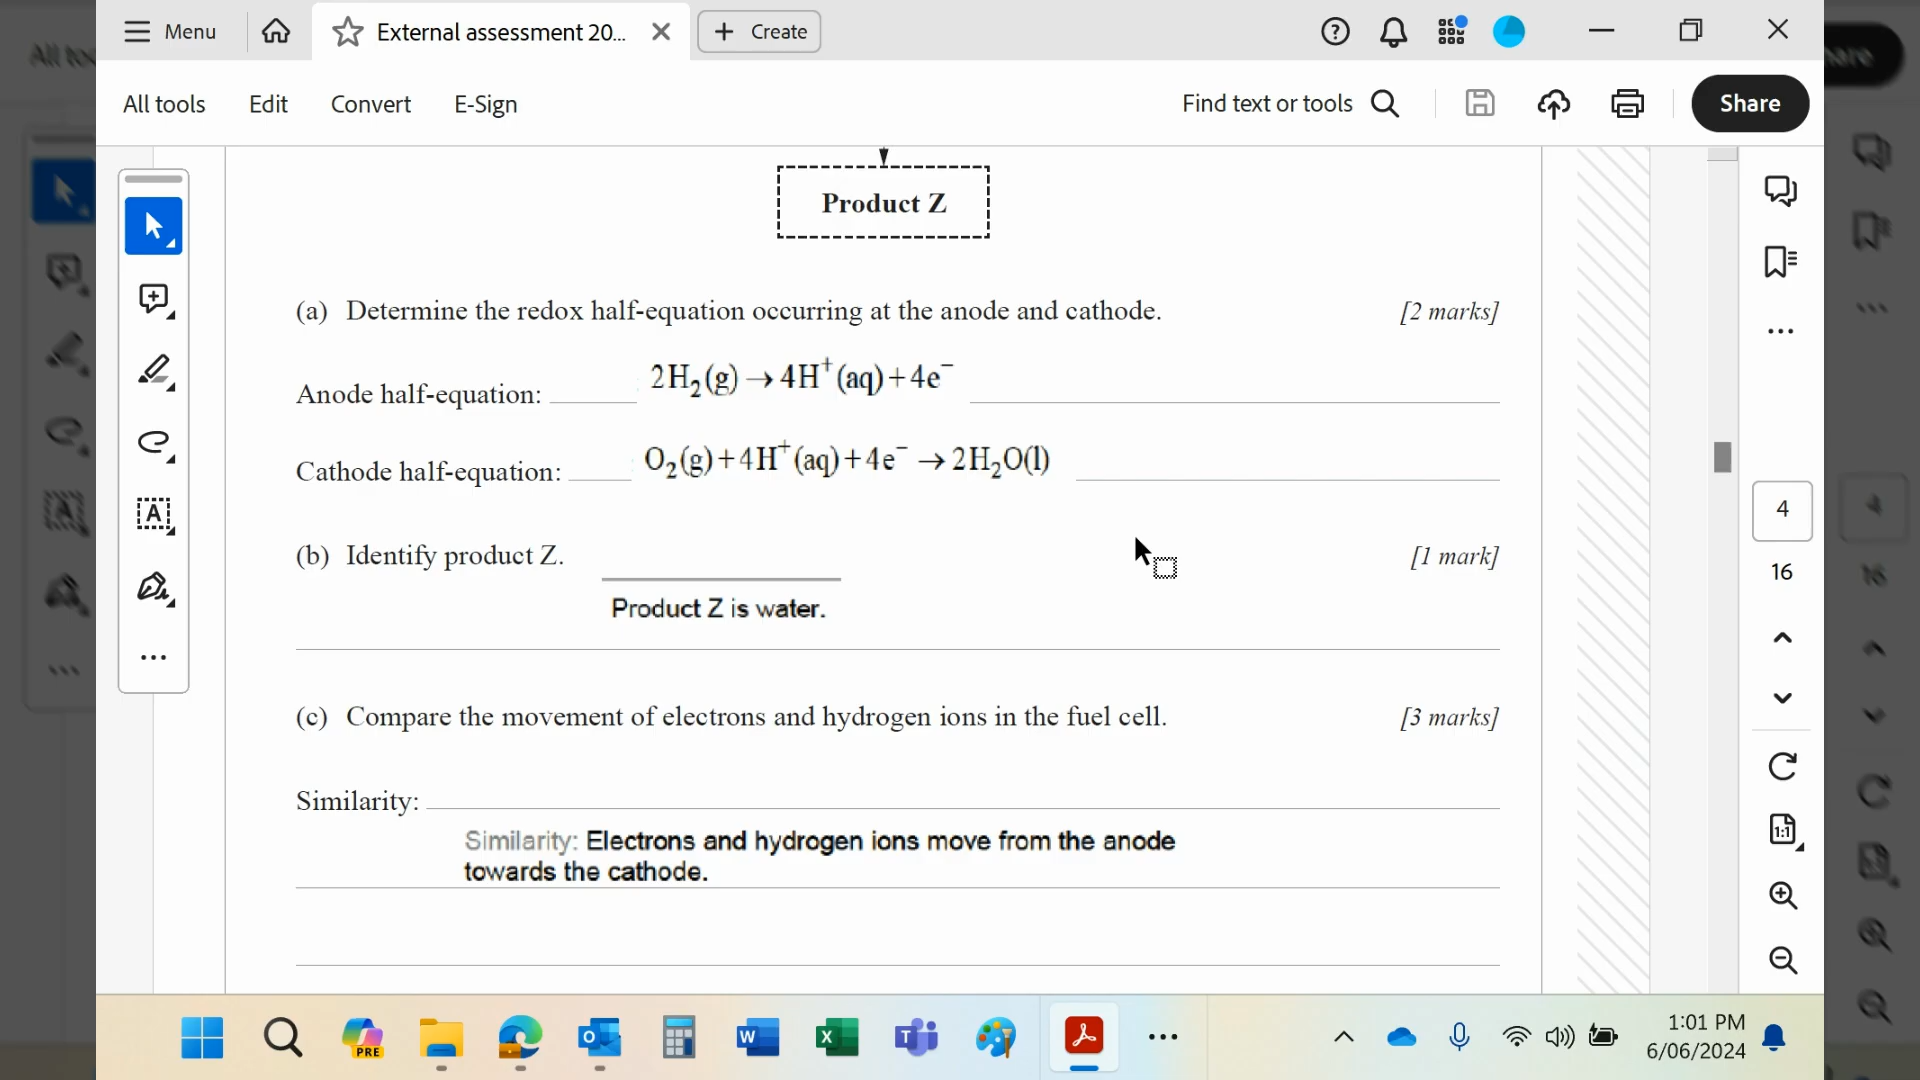 Menu
External assessment 20...
Create
All tools
Edit
Convert
E-Sign
Find text or tools
Share
Product Z
(a) Determine the redox half-equation occurring at the anode and cathode. [2 marks]
Anode half-equation: 2H₂(g) → 4H⁺(aq) + 4e⁻
Cathode half-equation: O₂(g) + 4H⁺(aq) + 4e⁻ → 2H₂O(l)
(b) Identify product Z. [1 mark]
Product Z is water.
(c) Compare the movement of electrons and hydrogen ions in the fuel cell. [3 marks]
Similarity:
Similarity: Electrons and hydrogen ions move from the anode
towards the cathode.
4
16
1:1
A
PRE
1:01 PM
6/06/2024